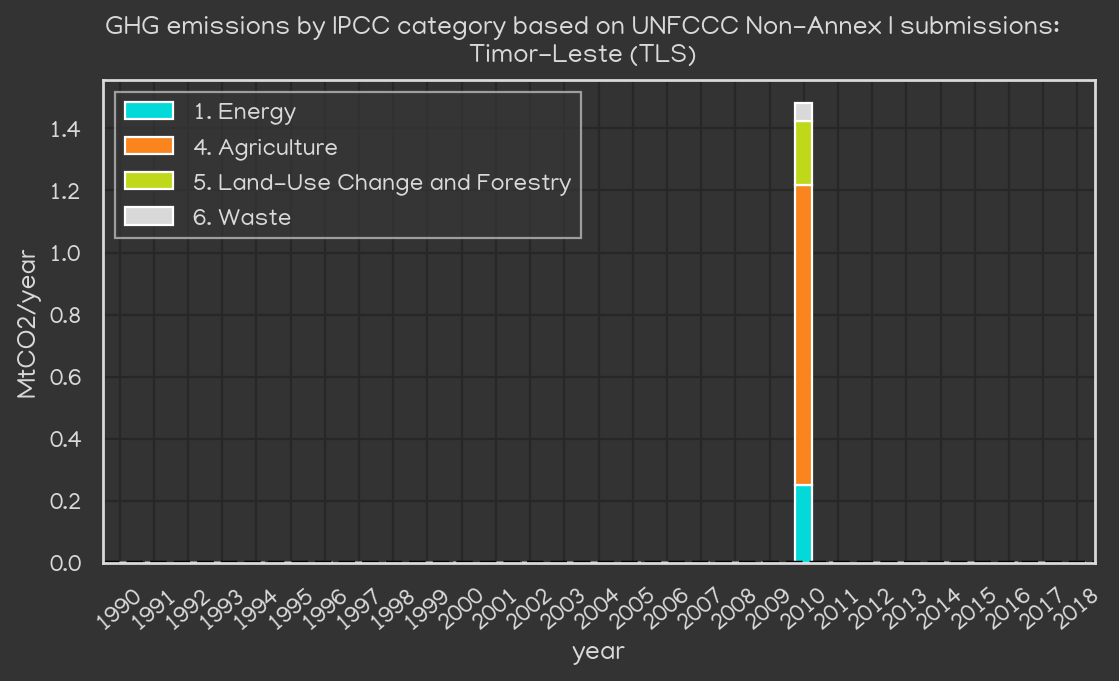 GHG emissions by IPCC category based on UNFCCC Non-Annex I submissions:
Timor-Leste (TLS)
1. Energy
4. Agriculture
5. Land-Use Change and Forestry
6. Waste
MtCO2/year
1.4
1.2
1.0
0.8
0.6
0.4
0.2
0.0
1990 1991 1992 1993 1994 1995 1996 1997 1998 1999 2000 2001 2002 2003 2004 2005 2006 2007 2008 2009 2010 2011 2012 2013 2014 2015 2016 2017 2018
year